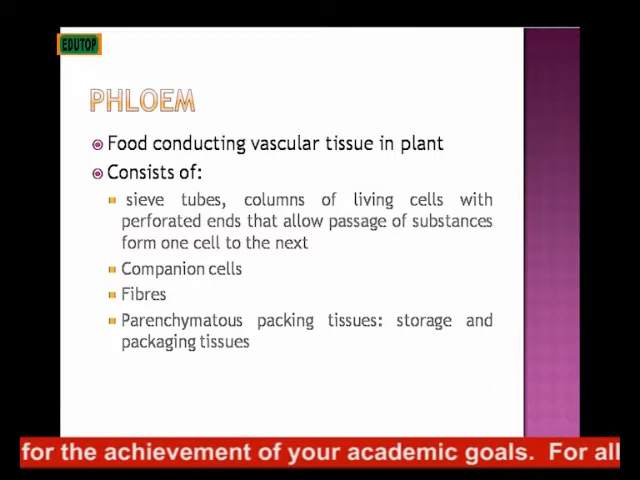 EDUTOP
PHLOEM
Food conducting vascular tissue in plant
Consists of:
sieve tubes, columns of living cells with
perforated ends that allow passage of substances
form one cell to the next
Companion cells
Fibres
Parenchymatous packing tissues: storage and
packaging tissues
for the achievement of your academic goals. For all